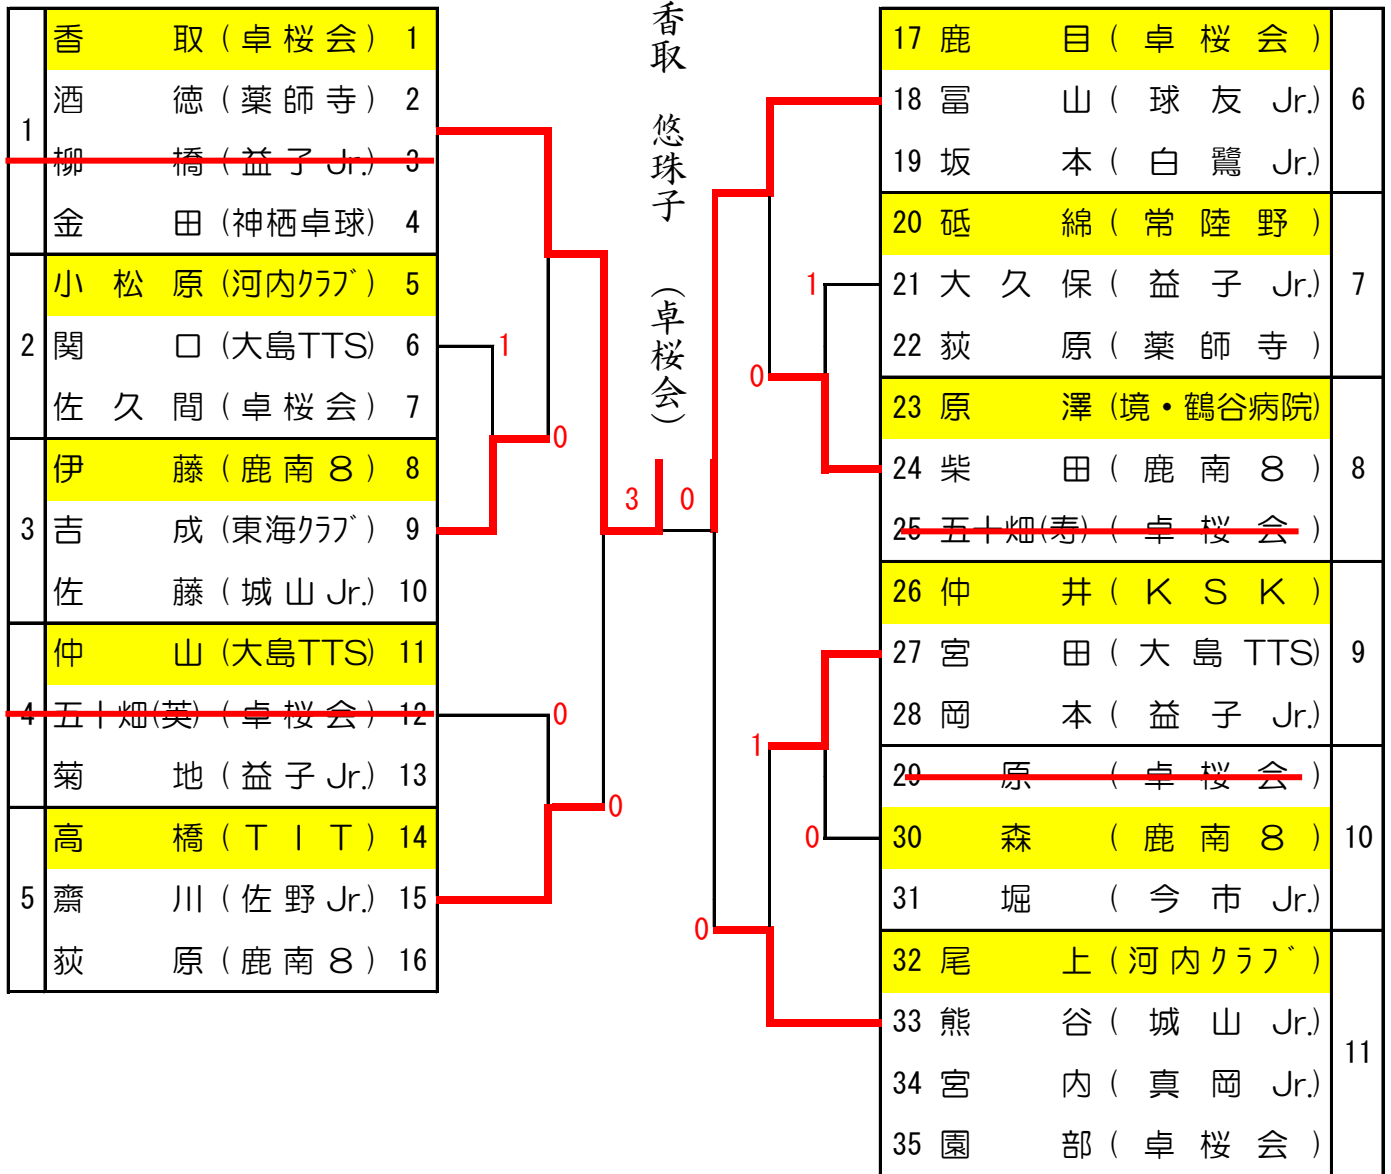 香取 悠珠子 (卓桜会)
1
香取(卓桜会) 1
酒徳(薬師寺) 2
柳橋(益子Jr.) 3
金田(神栖卓球) 4
2
小松原(河内クラブ) 5
関口(大島TTS) 6
佐久間(卓桜会) 7
3
伊藤(鹿南8) 8
吉成(東海クラブ) 9
佐藤(城山Jr.) 10
4
仲山(大島TTS) 11
五十畑(英)(卓桜会) 12
菊地(益子Jr.) 13
5
高橋(TIT) 14
齋川(佐野Jr.) 15
荻原(鹿南8) 16
1
0
0
0
3 0
1
0
1
0
0
17 鹿目(卓桜会)
18 冨山(球友Jr.)
19 坂本(白鷺Jr.)
6
20 砥綿(常陸野)
21 大久保(益子Jr.)
22 荻原(薬師寺)
7
23 原澤(境・鶴谷病院)
24 柴田(鹿南8)
25 五十畑(寿)(卓桜会)
8
26 仲井(KSK)
27 宮田(大島TTS)
28 岡本(益子Jr.)
9
29 原(卓桜会)
30 森(鹿南8)
31 堀(今市Jr.)
10
32 尾上(河内クラブ)
33 熊谷(城山Jr.)
34 宮内(真岡Jr.)
35 園部(卓桜会)
11